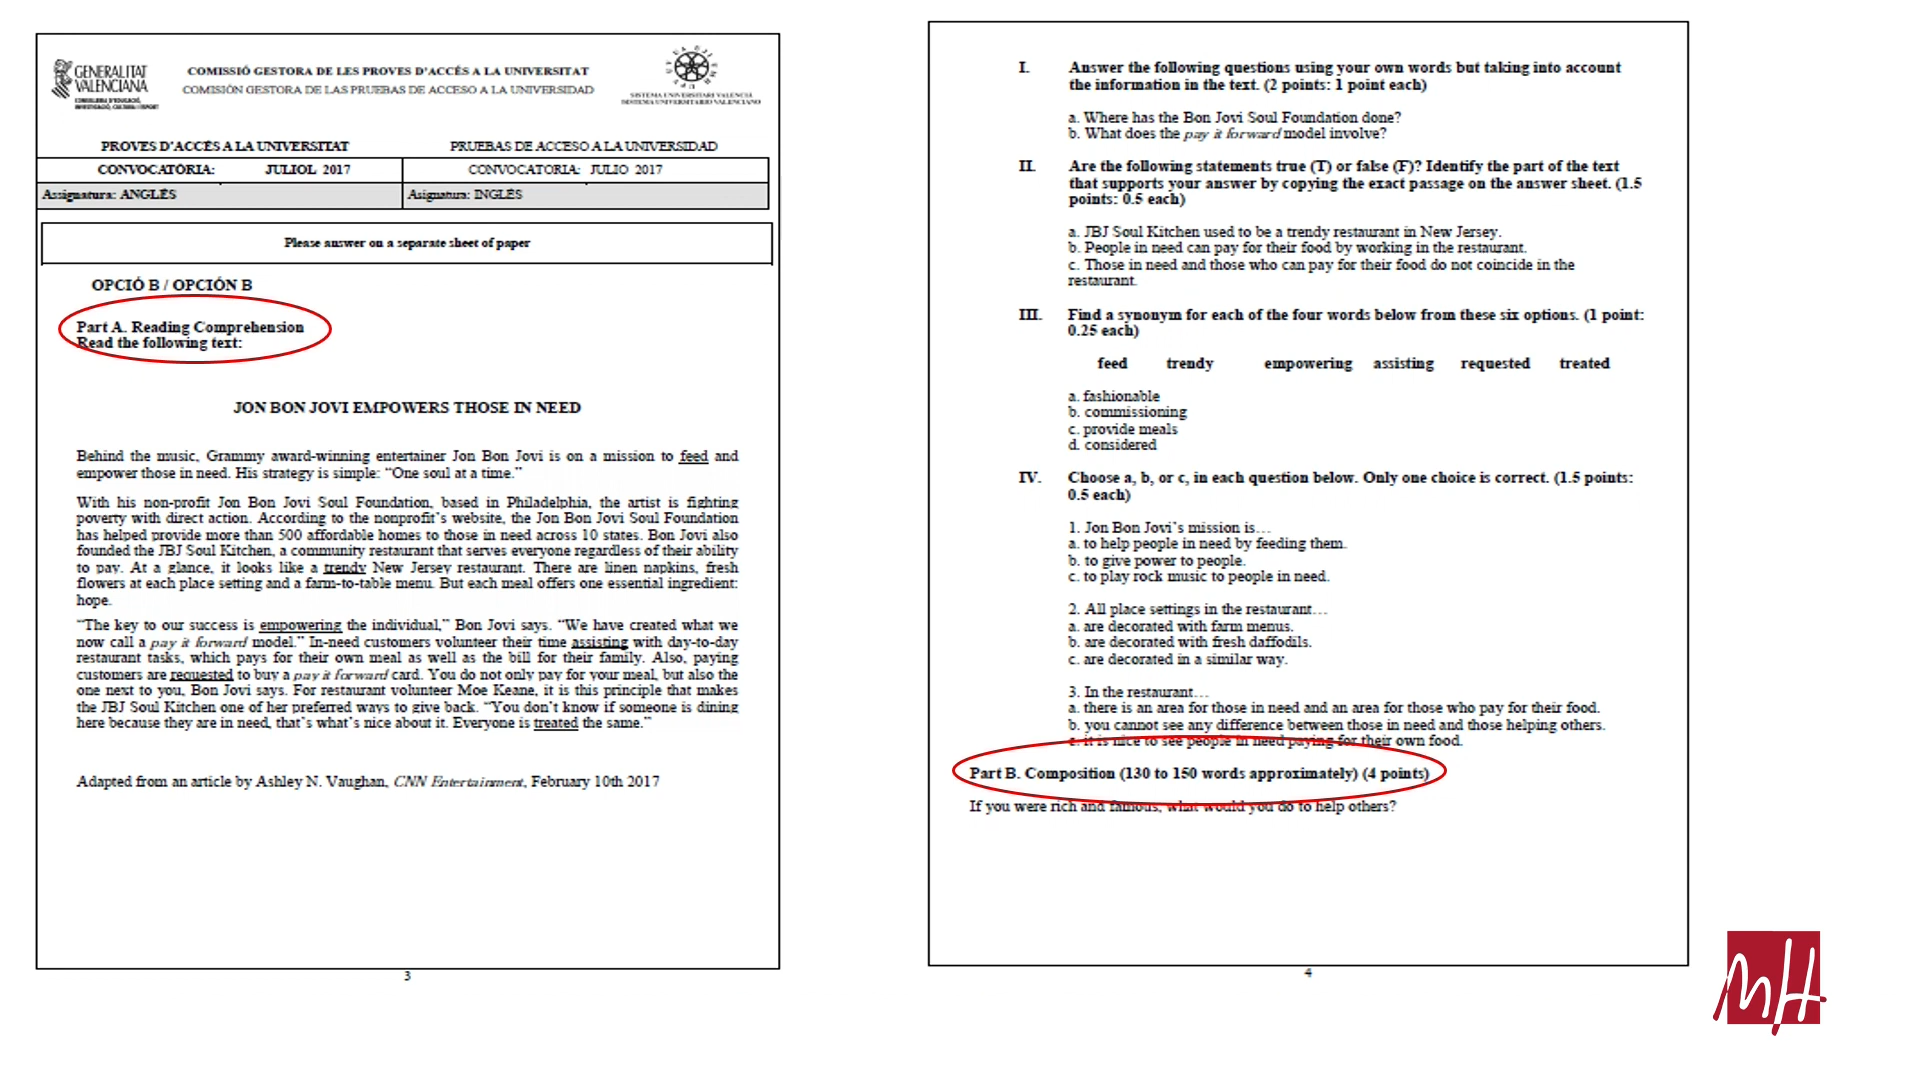 GENERALITAT
VALENCIANA
CONSELLERIA D'EDUCACIÓ,
INVESTIGACIÓ, CULTURA I ESPORT
COMISSIÓ GESTORA DE LES PROVES D'ACCÉS A LA UNIVERSITAT
COMISIÓN GESTORA DE LAS PRUEBAS DE ACCESO A LA UNIVERSIDAD
SISTEMA UNIVERSITARI VALENCIÀ
SISTEMA UNIVERSITARIO VALENCIANO
PROVES D'ACCÉS A LA UNIVERSITAT
PRUEBAS DE ACCESO A LA UNIVERSIDAD
CONVOCATÒRIA: JULIOL 2017
CONVOCATORIA: JULIO 2017
Assignatura: ANGLÉS
Asignatura: INGLÉS
Please answer on a separate sheet of paper
OPCIÓ B / OPCIÓN B
Part A. Reading Comprehension
Read the following text:
JON BON JOVI EMPOWERS THOSE IN NEED
Behind the music, Grammy award-winning entertainer Jon Bon Jovi is on a mission to feed and
empower those in need. His strategy is simple: “One soul at a time.”
With his non-profit Jon Bon Jovi Soul Foundation, based in Philadelphia, the artist is fighting
poverty with direct action. According to the nonprofit’s website, the Jon Bon Jovi Soul Foundation
has helped provide more than 500 affordable homes to those in need across 10 states. Bon Jovi also
founded the JBJ Soul Kitchen, a community restaurant that serves everyone regardless of their ability
to pay. At a glance, it looks like a trendy New Jersey restaurant. There are linen napkins, fresh
flowers at each place setting and a farm-to-table menu. But each meal offers one essential ingredient:
hope.
“The key to our success is empowering the individual,” Bon Jovi says. “We have created what we
now call a pay it forward model.” In-need customers volunteer their time assisting with day-to-day
restaurant tasks, which pays for their own meal as well as the bill for their family. Also, paying
customers are requested to buy a pay it forward card. You do not only pay for your meal, but also the
one next to you, Bon Jovi says. For restaurant volunteer Moe Keane, it is this principle that makes
the JBJ Soul Kitchen one of her preferred ways to give back. “You don’t know if someone is dining
here because they are in need, that’s what’s nice about it. Everyone is treated the same.”
Adapted from an article by Ashley N. Vaughan, CNN Entertainment, February 10th 2017
3
I. Answer the following questions using your own words but taking into account
the information in the text. (2 points: 1 point each)
a. Where has the Bon Jovi Soul Foundation done?
b. What does the pay it forward model involve?
II. Are the following statements true (T) or false (F)? Identify the part of the text
that supports your answer by copying the exact passage on the answer sheet. (1.5
points: 0.5 each)
a. JBJ Soul Kitchen used to be a trendy restaurant in New Jersey.
b. People in need can pay for their food by working in the restaurant.
c. Those in need and those who can pay for their food do not coincide in the
restaurant.
III. Find a synonym for each of the four words below from these six options. (1 point:
0.25 each)
feed trendy empowering assisting requested treated
a. fashionable
b. commissioning
c. provide meals
d. considered
IV. Choose a, b, or c, in each question below. Only one choice is correct. (1.5 points:
0.5 each)
1. Jon Bon Jovi’s mission is…
a. to help people in need by feeding them.
b. to give power to people.
c. to play rock music to people in need.
2. All place settings in the restaurant…
a. are decorated with farm menus.
b. are decorated with fresh daffodils.
c. are decorated in a similar way.
3. In the restaurant…
a. there is an area for those in need and an area for those who pay for their food.
b. you cannot see any difference between those in need and those helping others.
c. it is nice to see people in need paying for their own food.
Part B. Composition (130 to 150 words approximately) (4 points)
If you were rich and famous, what would you do to help others?
4
MH